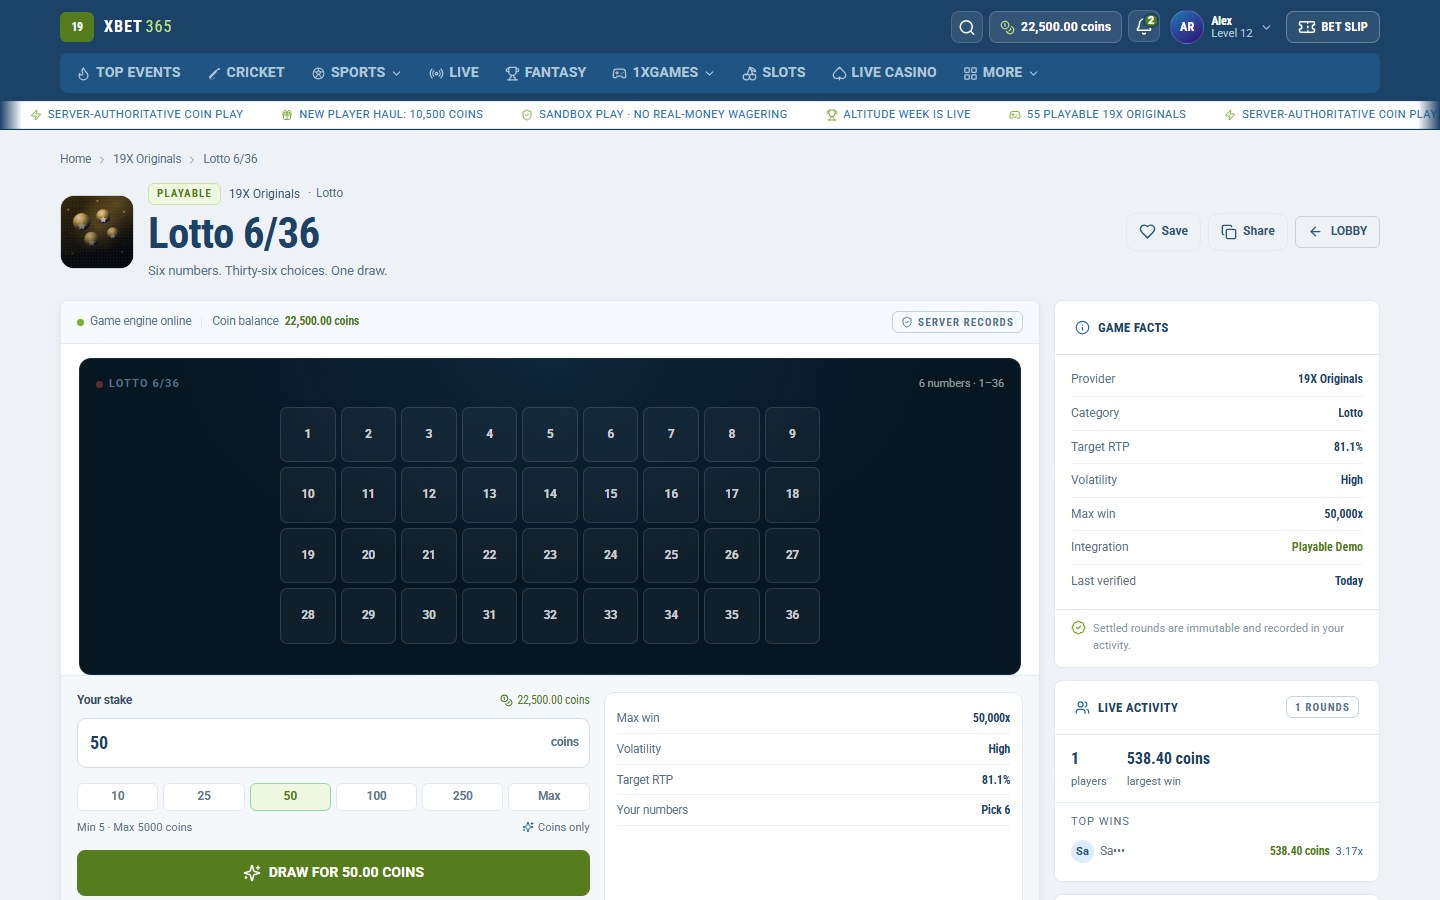 19 XBET 365
22,500.00 coins
2
AR
Alex
Level 12
BET SLIP
TOP EVENTS
CRICKET
SPORTS
LIVE
FANTASY
1XGAMES
SLOTS
LIVE CASINO
MORE
SERVER-AUTHORITATIVE COIN PLAY
NEW PLAYER HAUL: 10,500 COINS
SANDBOX PLAY · NO REAL-MONEY WAGERING
ALTITUDE WEEK IS LIVE
55 PLAYABLE 19X ORIGINALS
SERVER-AUTHORITATIVE COIN PLAY
Home > 19X Originals > Lotto 6/36
PLAYABLE 19X Originals · Lotto
Lotto 6/36
Six numbers. Thirty-six choices. One draw.
Save
Share
LOBBY
Game engine online
Coin balance 22,500.00 coins
SERVER RECORDS
LOTTO 6/36
6 numbers · 1–36
1 2 3 4 5 6 7 8 9
10 11 12 13 14 15 16 17 18
19 20 21 22 23 24 25 26 27
28 29 30 31 32 33 34 35 36
Your stake
22,500.00 coins
50 coins
10 25 50 100 250 Max
Min 5 · Max 5000 coins
Coins only
DRAW FOR 50.00 COINS
Max win 50,000x
Volatility High
Target RTP 81.1%
Your numbers Pick 6
GAME FACTS
Provider 19X Originals
Category Lotto
Target RTP 81.1%
Volatility High
Max win 50,000x
Integration Playable Demo
Last verified Today
Settled rounds are immutable and recorded in your
activity.
LIVE ACTIVITY
1 ROUNDS
1 538.40 coins
players largest win
TOP WINS
Sa Sa••• 538.40 coins 3.17x